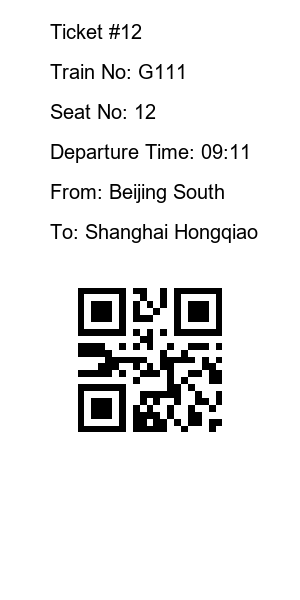 Ticket #12
Train No: G111
Seat No: 12
Departure Time: 09:11
From: Beijing South
To: Shanghai Hongqiao